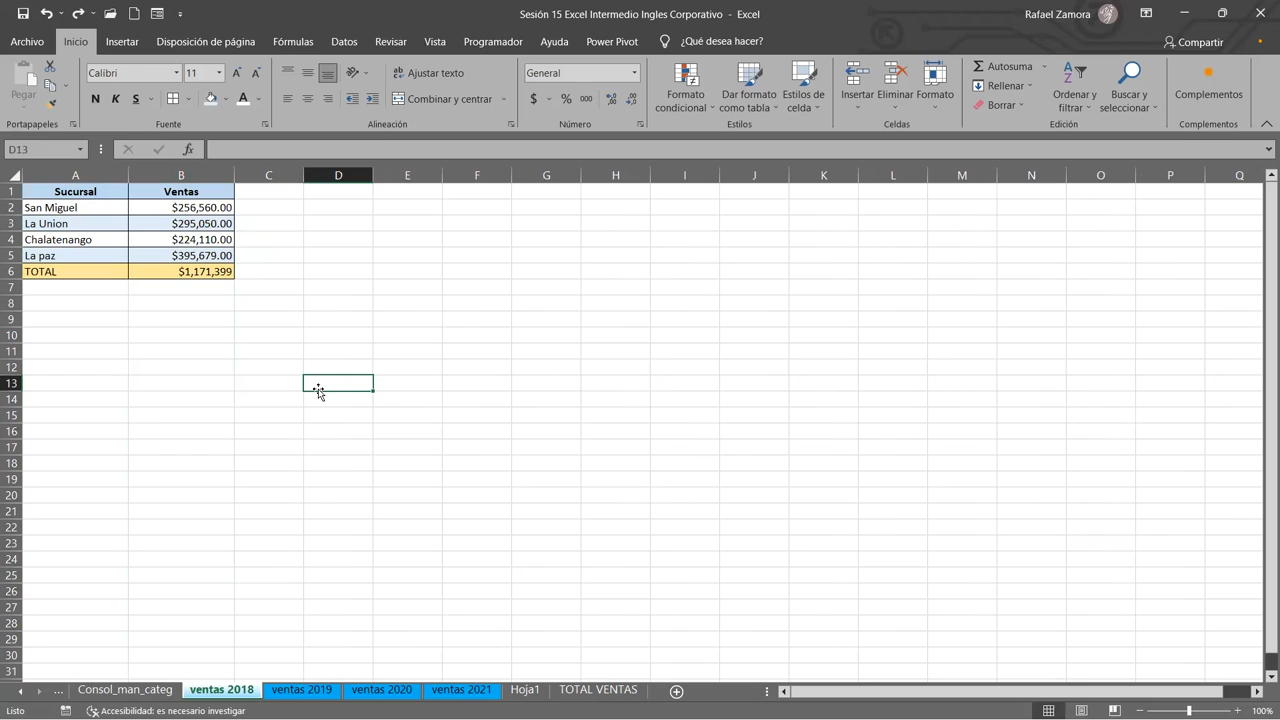 Sesión 15 Excel Intermedio Ingles Corporativo - Excel
Rafael Zamora
Archivo Inicio Insertar Disposición de página Fórmulas Datos Revisar Vista Programador Ayuda Power Pivot ¿Qué desea hacer? Compartir
Pegar
Calibri 11
N K S
Ajustar texto
Combinar y centrar
General
$ % 000
Formato condicional
Dar formato como tabla
Estilos de celda
Insertar Eliminar Formato
Autosuma
Rellenar
Borrar
Ordenar y filtrar
Buscar y seleccionar
Complementos
Portapapeles Fuente Alineación Número Estilos Celdas Edición Complementos
D13 fx
A B C D E F G H I J K L M N O P Q
1 Sucursal Ventas
2 San Miguel $256,560.00
3 La Union $295,050.00
4 Chalatenango $224,110.00
5 La paz $395,679.00
6 TOTAL $1,171,399
7
8
9
10
11
12
13
14
15
16
17
18
19
20
21
22
23
24
25
26
27
28
29
30
31
... Consol_man_categ ventas 2018 ventas 2019 ventas 2020 ventas 2021 Hoja1 TOTAL VENTAS
Listo Accesibilidad: es necesario investigar 100%